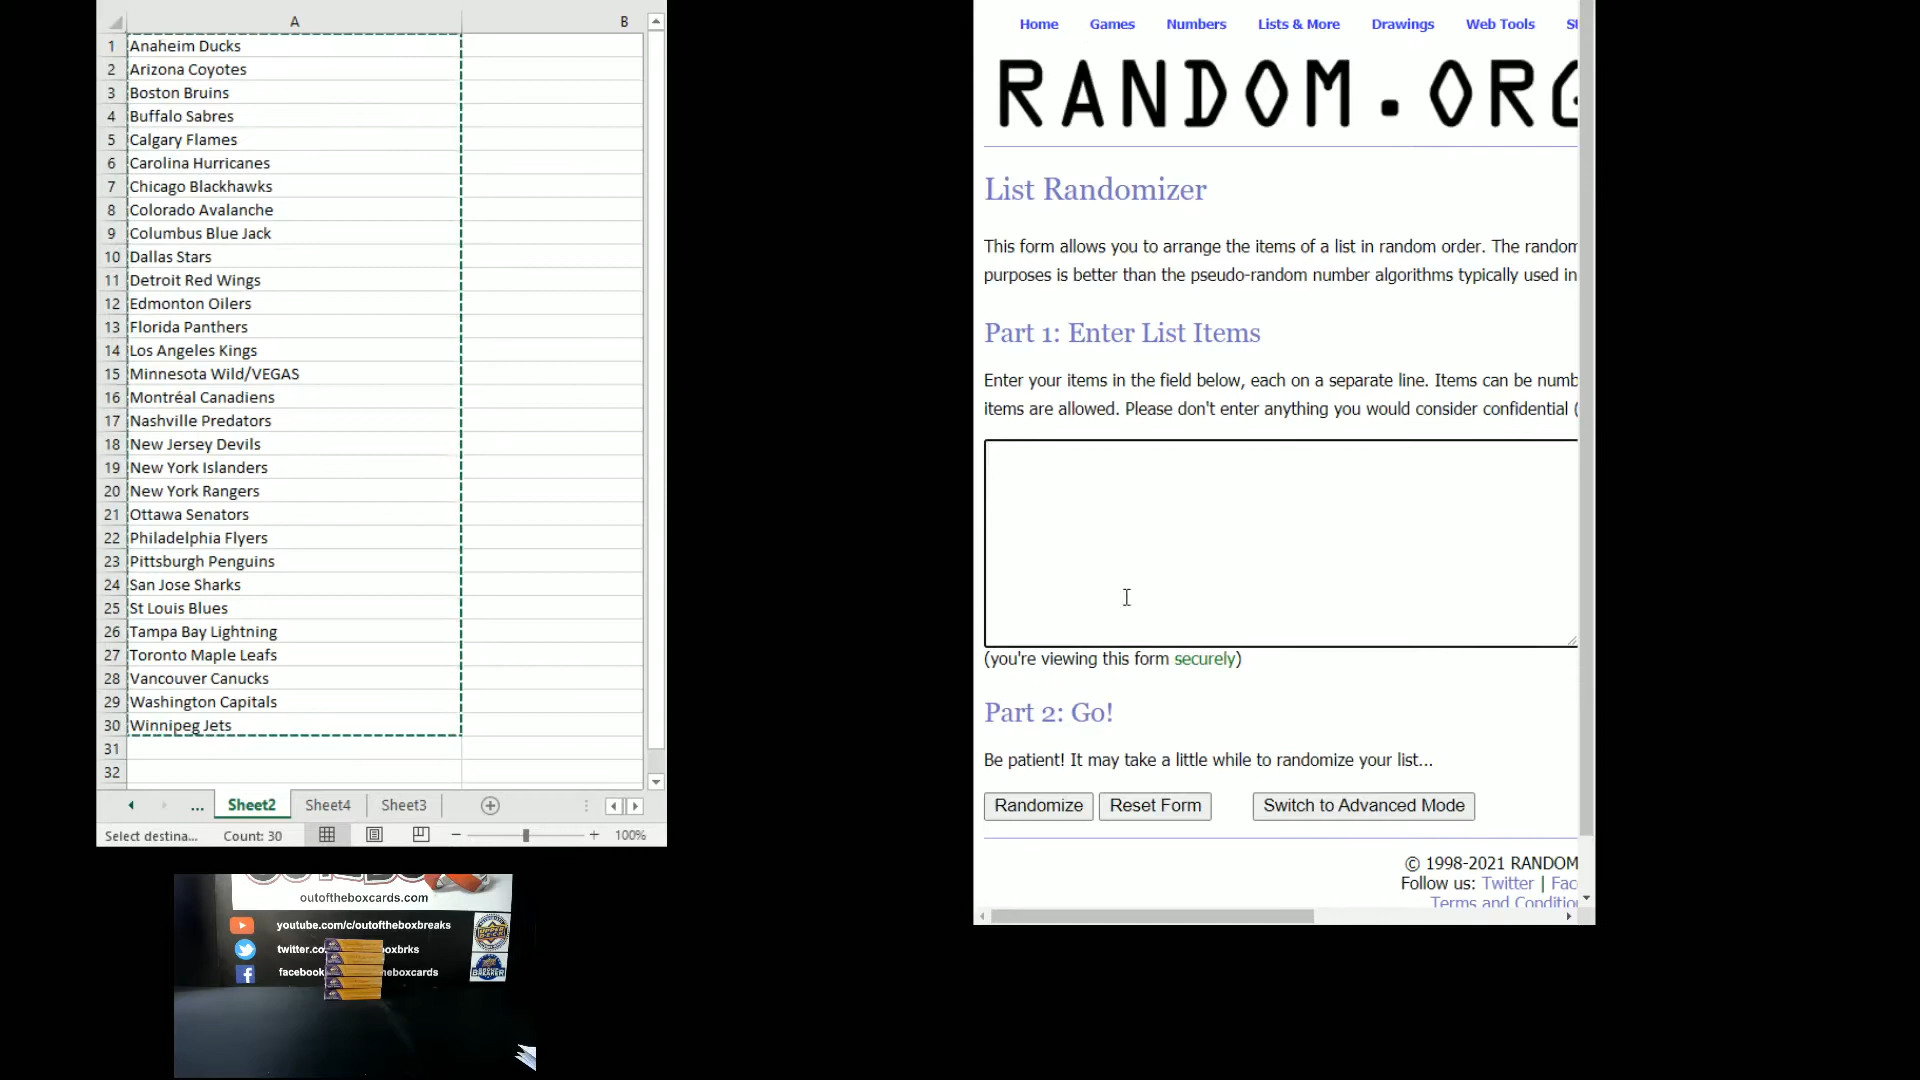 A B
1 Anaheim Ducks
2 Arizona Coyotes
3 Boston Bruins
4 Buffalo Sabres
5 Calgary Flames
6 Carolina Hurricanes
7 Chicago Blackhawks
8 Colorado Avalanche
9 Columbus Blue Jack
10 Dallas Stars
11 Detroit Red Wings
12 Edmonton Oilers
13 Florida Panthers
14 Los Angeles Kings
15 Minnesota Wild/VEGAS
16 Montréal Canadiens
17 Nashville Predators
18 New Jersey Devils
19 New York Islanders
20 New York Rangers
21 Ottawa Senators
22 Philadelphia Flyers
23 Pittsburgh Penguins
24 San Jose Sharks
25 St Louis Blues
26 Tampa Bay Lightning
27 Toronto Maple Leafs
28 Vancouver Canucks
29 Washington Capitals
30 Winnipeg Jets
31
32
... Sheet2 Sheet4 Sheet3
Select destina... Count: 30 100%
outoftheboxcards.com
youtube.com/c/outoftheboxbreaks
twitter.co oxbrks
facebook heboxcards
Home Games Numbers Lists & More Drawings Web Tools St
RANDOM.ORG
List Randomizer
This form allows you to arrange the items of a list in random order. The random
purposes is better than the pseudo-random number algorithms typically used in
Part 1: Enter List Items
Enter your items in the field below, each on a separate line. Items can be numb
items are allowed. Please don't enter anything you would consider confidential (
(you're viewing this form securely)
Part 2: Go!
Be patient! It may take a little while to randomize your list...
Randomize Reset Form Switch to Advanced Mode
© 1998-2021 RANDOM
Follow us: Twitter | Fac
Terms and Conditio